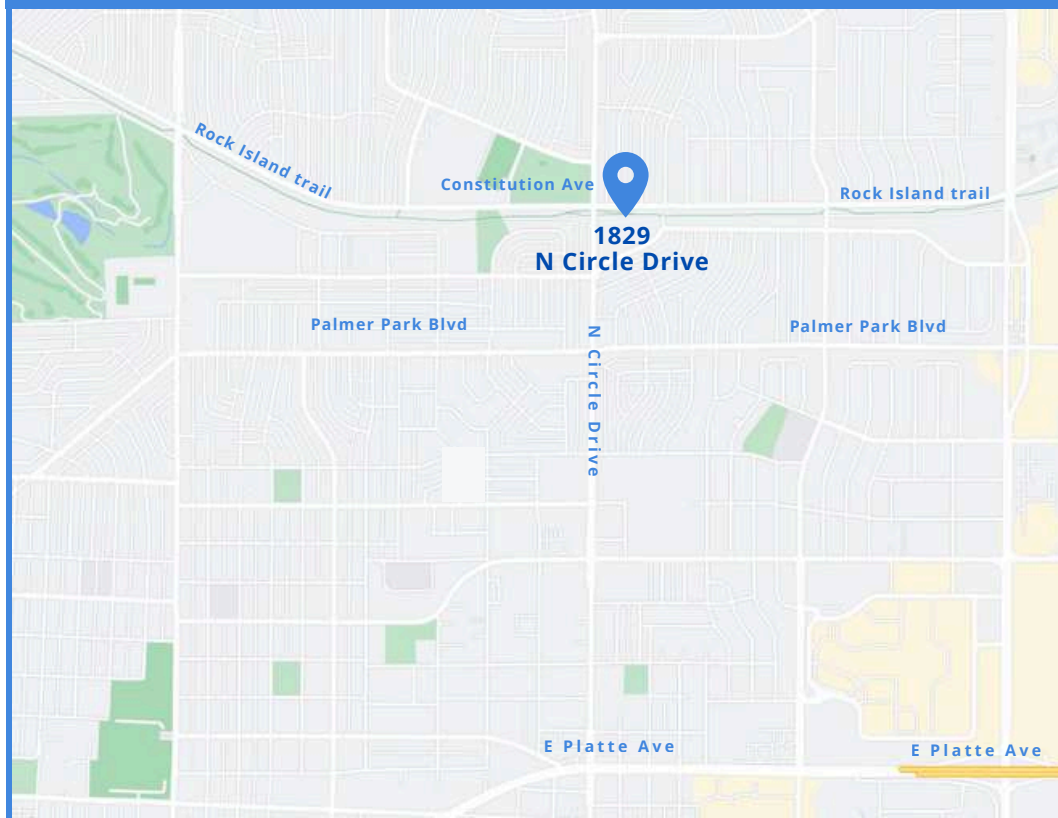 Rock Island trail
Constitution Ave
Rock Island trail
1829
N Circle Drive
Palmer Park Blvd
Palmer Park Blvd
N Circle Drive
E Platte Ave
E Platte Ave